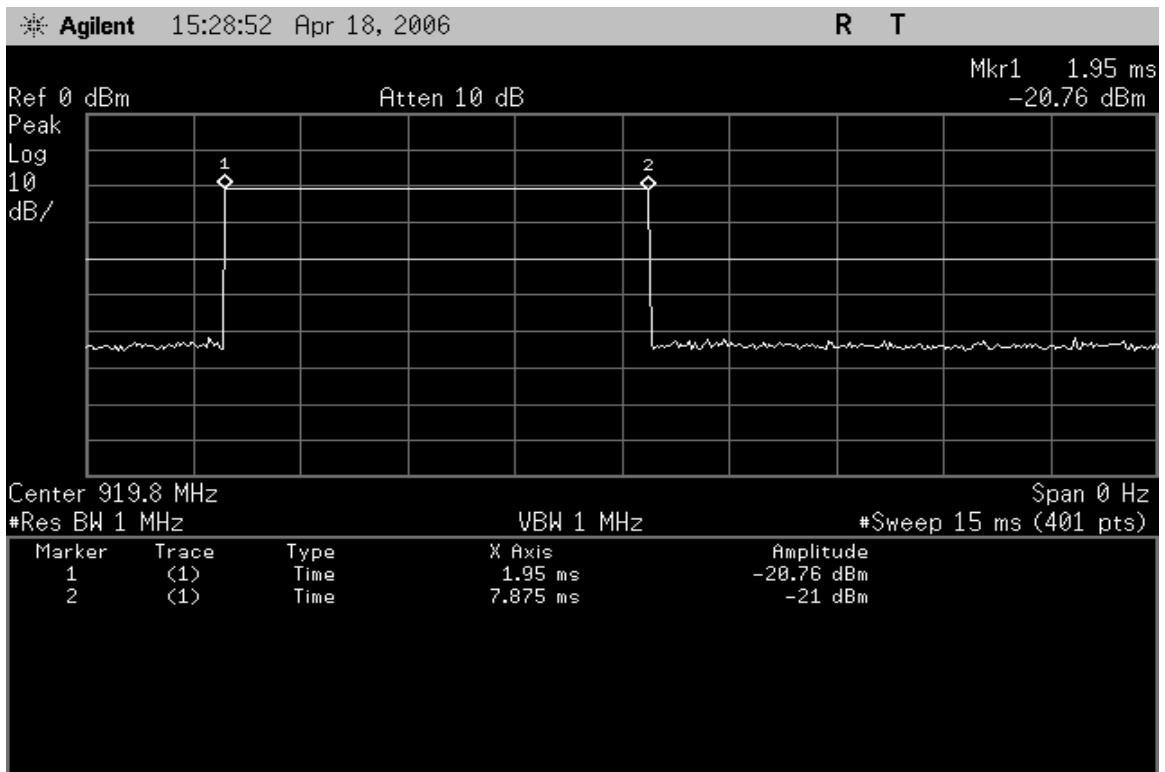 Agilent 15:28:52 Apr 18, 2006 R T
Mkr1 1.95 ms
Ref 0 dBm Atten 10 dB -20.76 dBm
Peak
Log
10
dB/
1
2
Center 919.8 MHz Span 0 Hz
#Res BW 1 MHz VBW 1 MHz #Sweep 15 ms (401 pts)
Marker Trace Type X Axis Amplitude
1 (1) Time 1.95 ms -20.76 dBm
2 (1) Time 7.875 ms -21 dBm